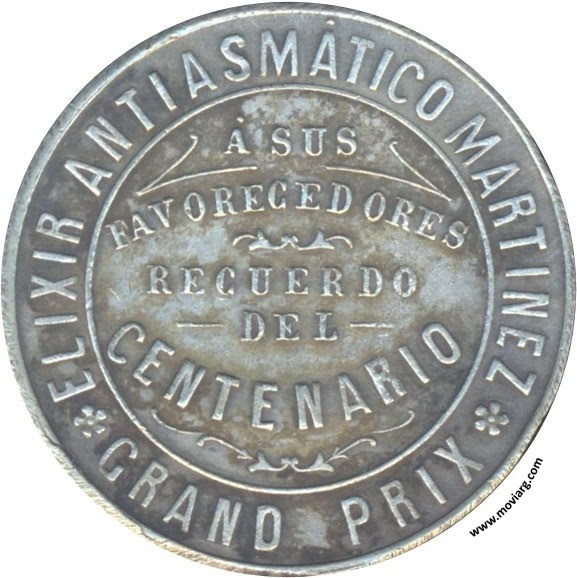 ELIXIR ANTIASMÁTICO MARTINEZ
GRAND PRIX
Á SUS
FAVORECEDORES
RECUERDO
DEL
CENTENARIO
www.moviarg.com